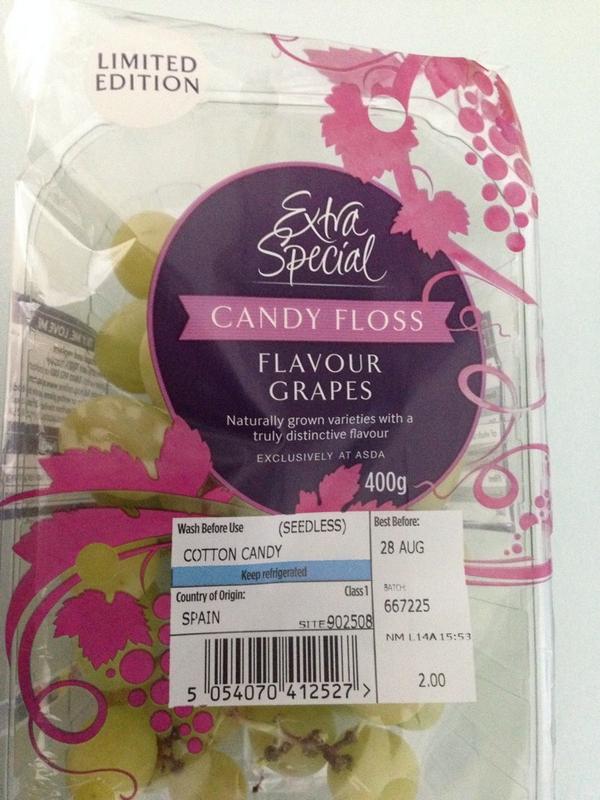 LIMITED
EDITION
Extra
Special
CANDY FLOSS
FLAVOUR
GRAPES
Naturally grown varieties with a
truly distinctive flavour
EXCLUSIVELY AT ASDA
400g
Wash Before Use (SEEDLESS)
COTTON CANDY
Keep refrigerated
Country of Origin: Class 1
SPAIN
SITE 902508
5 054070 412527 >
Best Before:
28 AUG
BATCH:
667225
NM L14A 15:53
2.00